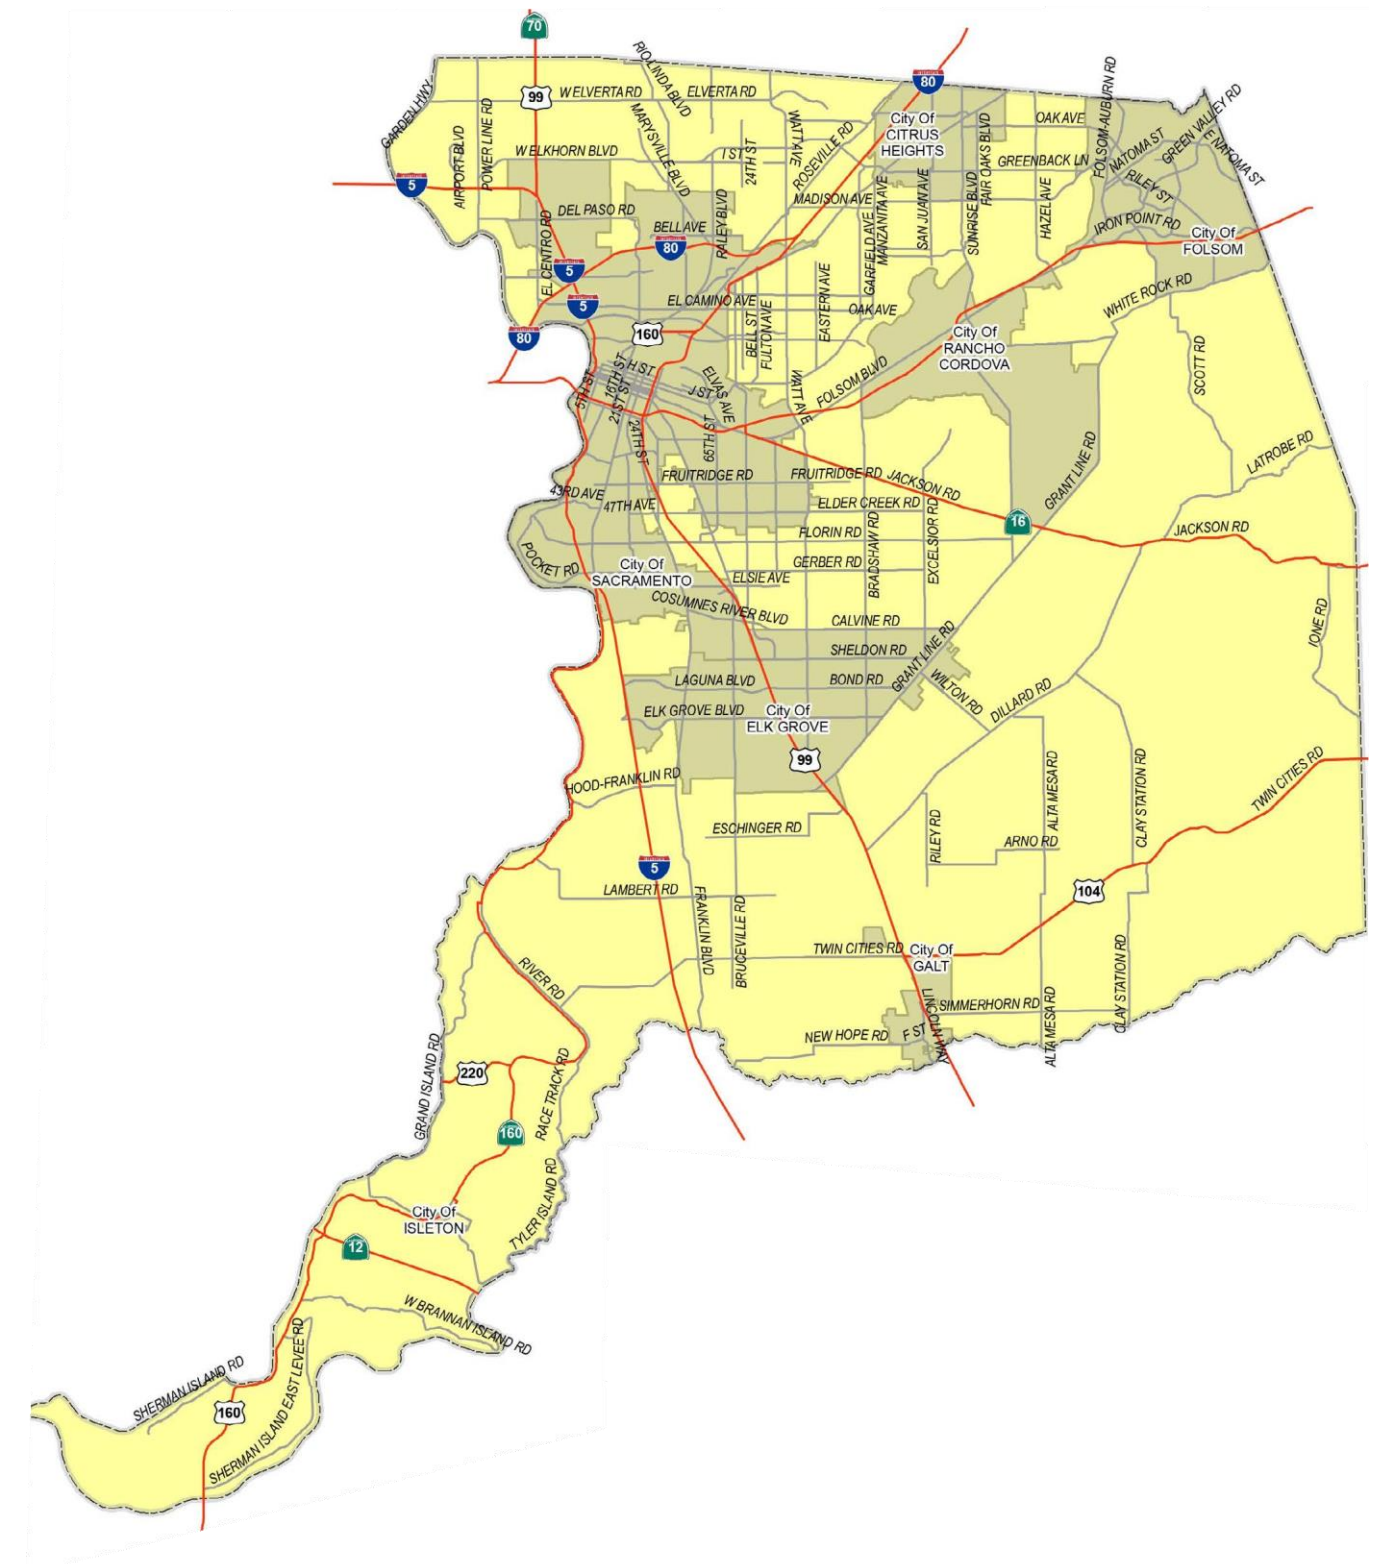 70
RIO LINDA BLVD
80
99
W ELVERTA RD
ELVERTA RD
GARDEN HWY
POWER LINE RD
AIRPORT BLVD
MARYSVILLE BLVD
WATT AVE
ROSEVILLE RD
City Of
CITRUS
HEIGHTS
FAIR OAKS BLVD
OAK AVE
FOLSOM-AUBURN RD
NATOMA ST
GREEN VALLEY RD
E NATOMA ST
W ELKHORN BLVD
I ST
24TH ST
GREENBACK LN
RILEY ST
5
MADISON AVE
MANZANITA AVE
SAN JUAN AVE
SUNRISE BLVD
HAZEL AVE
DEL PASO RD
RALEY BLVD
BELL AVE
GARFIELD AVE
IRON POINT RD
City Of
FOLSOM
EL CENTRO RD
80
5
5
EL CAMINO AVE
EASTERN AVE
OAK AVE
WHITE ROCK RD
80
160
BELL ST
FULTON AVE
City Of
RANCHO
CORDOVA
SCOTT RD
H ST
16TH ST
5TH ST
21ST ST
J ST
ELVAS AVE
WATT AVE
FOLSOM BLVD
24TH ST
65TH ST
GRANT LINE RD
LATROBE RD
FRUITRIDGE RD
FRUITRIDGE RD
JACKSON RD
43RD AVE
47TH AVE
ELDER CREEK RD
16
JACKSON RD
FLORIN RD
BRADSHAW RD
EXCELSIOR RD
POCKET RD
City Of
SACRAMENTO
GERBER RD
ELSIE AVE
COSUMNES RIVER BLVD
CALVINE RD
IONE RD
SHELDON RD
GRANT LINE RD
LAGUNA BLVD
BOND RD
WILTON RD
DILLARD RD
ELK GROVE BLVD
City Of
ELK GROVE
99
HOOD-FRANKLIN RD
ALTA MESA RD
CLAY STATION RD
TWIN CITIES RD
ESCHINGER RD
RILEY RD
ARNO RD
5
LAMBERT RD
FRANKLIN BLVD
BRUCEVILLE RD
104
TWIN CITIES RD
City Of
GALT
RIVER RD
CLAY STATION RD
LINCOLN WAY
SIMMERHORN RD
ALTA MESA RD
NEW HOPE RD
F ST
GRAND ISLAND RD
220
RACE TRACK RD
160
TYLER ISLAND RD
City Of
ISLETON
12
W BRANNAN ISLAND RD
SHERMAN ISLAND RD
SHERMAN ISLAND EAST LEVEE RD
160